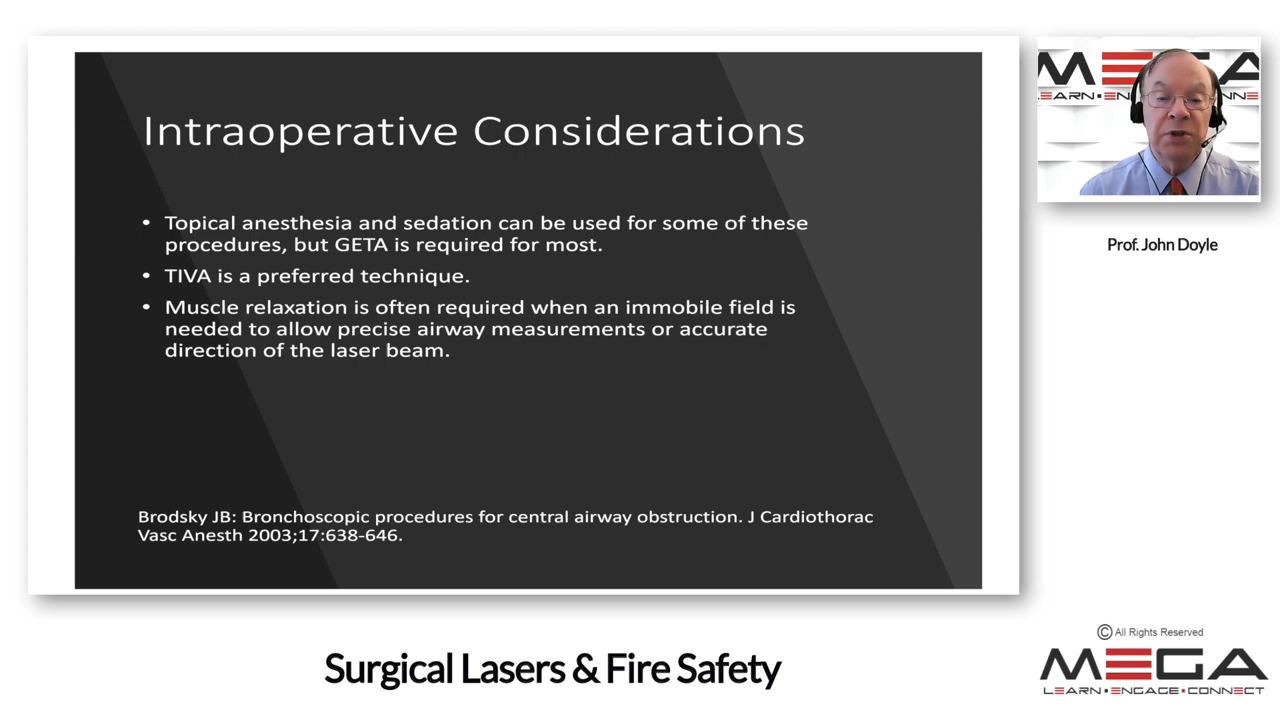 Intraoperative Considerations
• Topical anesthesia and sedation can be used for some of these
procedures, but GETA is required for most.
• TIVA is a preferred technique.
• Muscle relaxation is often required when an immobile field is
needed to allow precise airway measurements or accurate
direction of the laser beam.
Brodsky JB: Bronchoscopic procedures for central airway obstruction. J Cardiothorac
Vasc Anesth 2003;17:638-646.
MEGA
LEARN•EN
NNE
Prof. John Doyle
Surgical Lasers & Fire Safety
© All Rights Reserved
MEGA
LEARN•ENGAGE•CONNECT